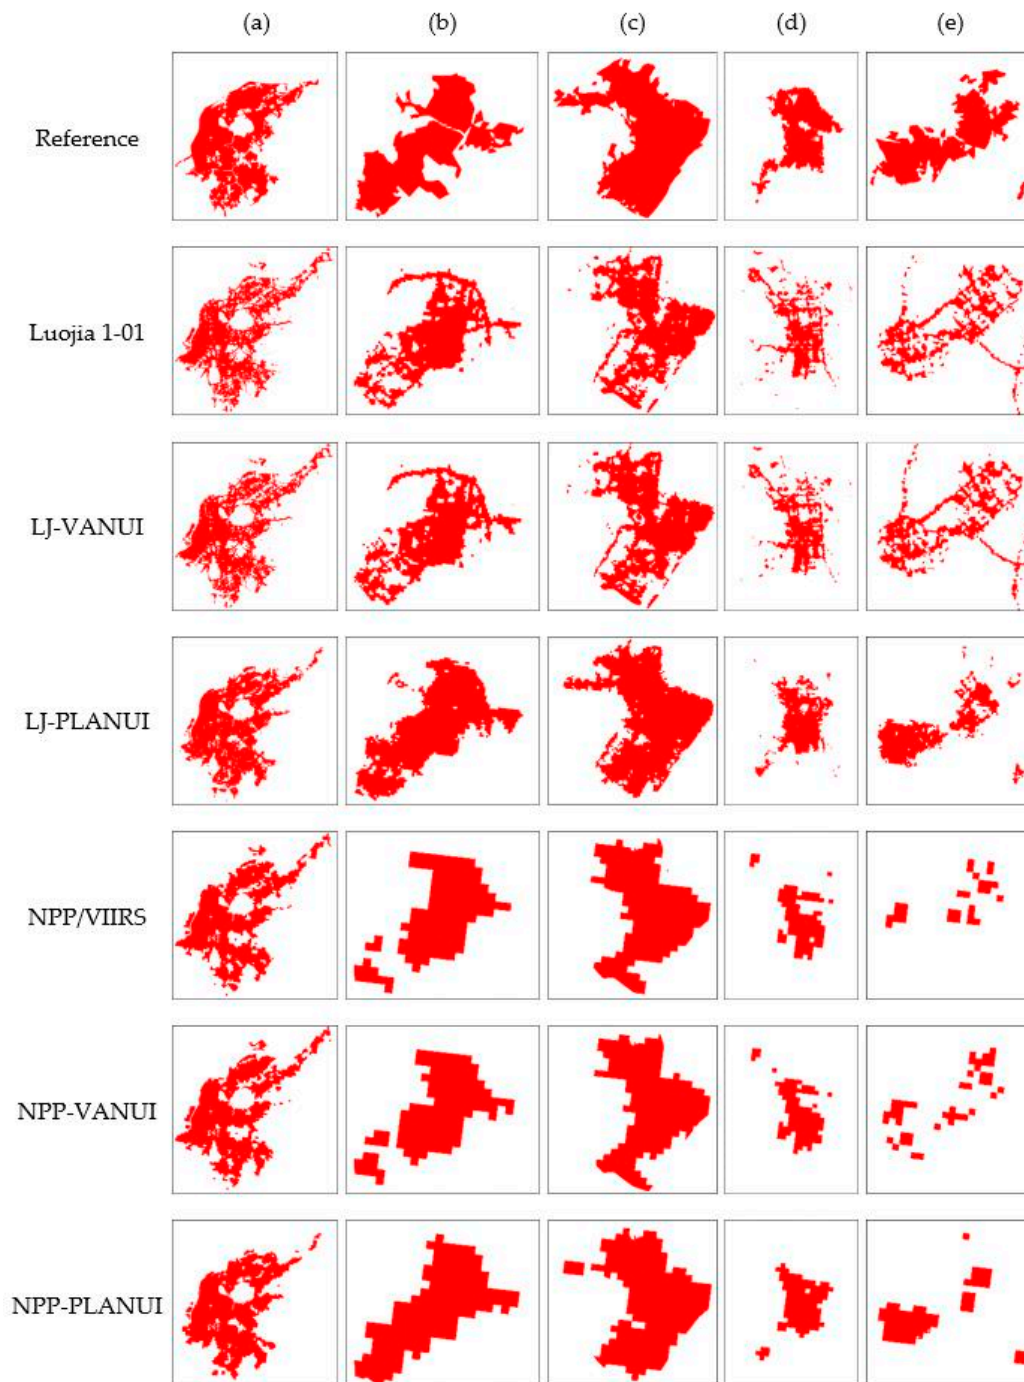 (a) (b) (c) (d) (e)
Reference
Luojia 1-01
LJ-VANUI
LJ-PLANUI
NPP/VIIRS
NPP-VANUI
NPP-PLANUI